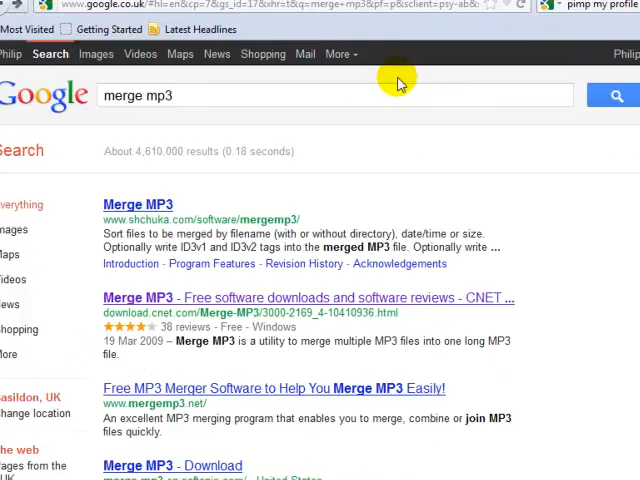 www.google.co.uk/#hl=en&cp=7&gs_id=17&xhr=t&q=merge+mp3&pf=p&sclient=psy-ab& pimp my profile
Most Visited Getting Started Latest Headlines
Philip Search Images Videos Maps News Shopping Mail More Philip
Google merge mp3
Search About 4,610,000 results (0.18 seconds)
verything
mages
Maps
ideos
ews
hopping
More
asildon, UK
hange location
he web
Pages from the
UK
Merge MP3
www.shchuka.com/software/mergemp3/
Sort files to be merged by filename (with or without directory), date/time or size.
Optionally write ID3v1 and ID3v2 tags into the merged MP3 file. Optionally write ...
Introduction - Program Features - Revision History - Acknowledgements
Merge MP3 - Free software downloads and software reviews - CNET ...
download.cnet.com/Merge-MP3/3000-2169_4-10410936.html
38 reviews - Free - Windows
19 Mar 2009 – Merge MP3 is a utility to merge multiple MP3 files into one long MP3
file.
Free MP3 Merger Software to Help You Merge MP3 Easily!
www.mergemp3.net/
An excellent MP3 merging program that enables you to merge, combine or join MP3
files quickly.
Merge MP3 - Download